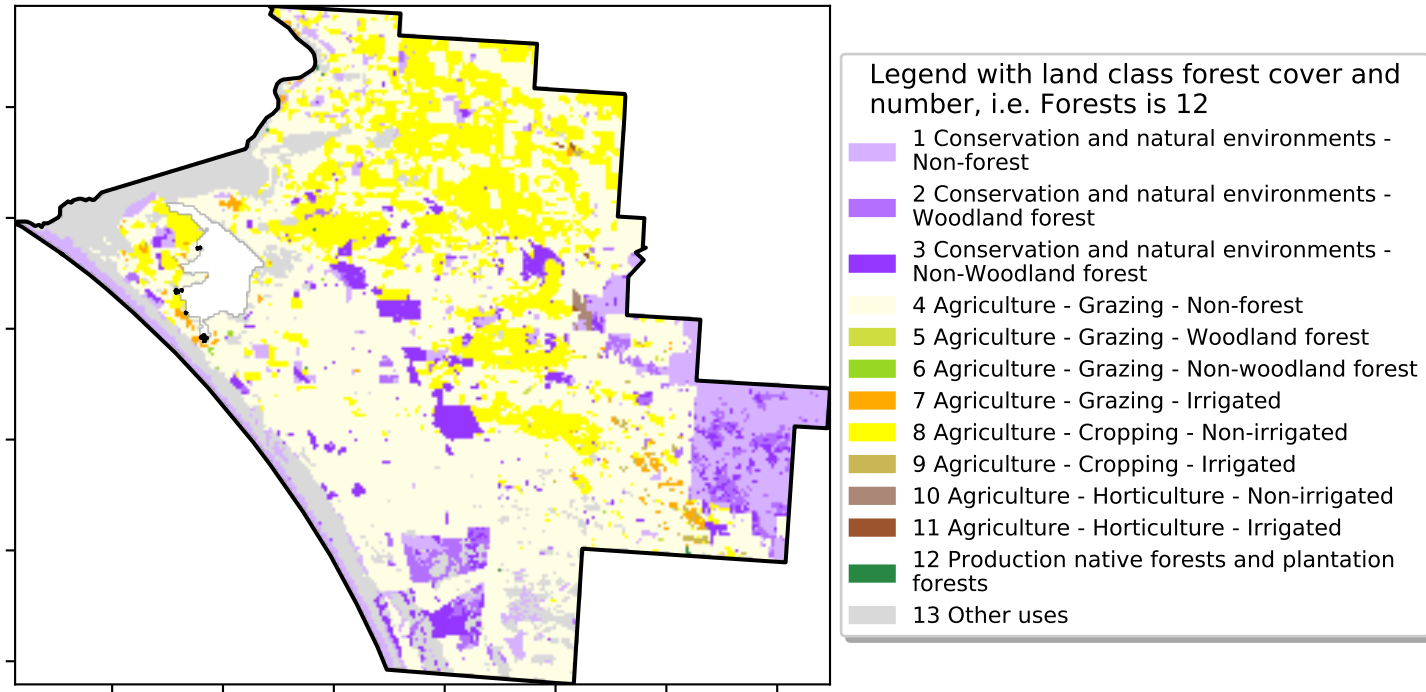 Legend with land class forest cover and
number, i.e. Forests is 12
1 Conservation and natural environments -
Non-forest
2 Conservation and natural environments -
Woodland forest
3 Conservation and natural environments -
Non-Woodland forest
4 Agriculture - Grazing - Non-forest
5 Agriculture - Grazing - Woodland forest
6 Agriculture - Grazing - Non-woodland forest
7 Agriculture - Grazing - Irrigated
8 Agriculture - Cropping - Non-irrigated
9 Agriculture - Cropping - Irrigated
10 Agriculture - Horticulture - Non-irrigated
11 Agriculture - Horticulture - Irrigated
12 Production native forests and plantation
forests
13 Other uses